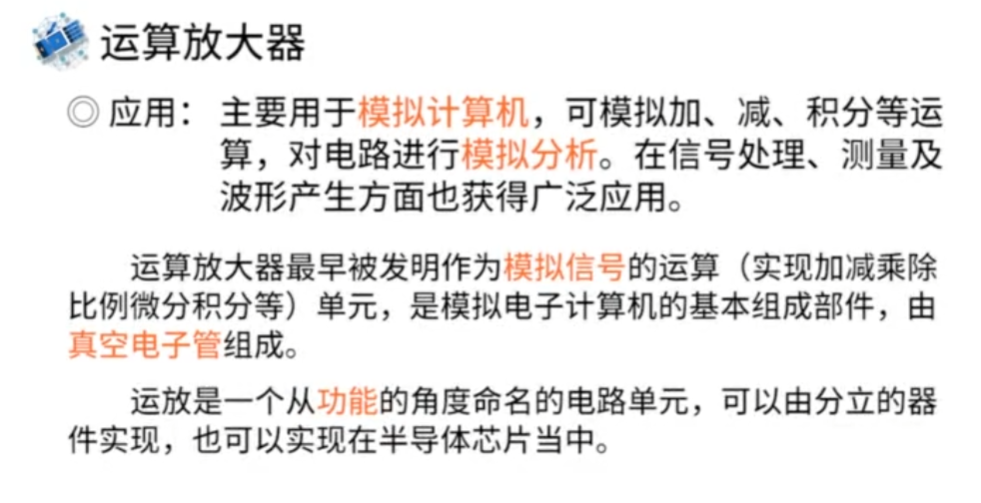 运算放大器
◎ 应用： 主要用于模拟计算机，可模拟加、减、积分等运
算，对电路进行模拟分析。在信号处理、测量及
波形产生方面也获得广泛应用。
运算放大器最早被发明作为模拟信号的运算（实现加减乘除
比例微分积分等）单元，是模拟电子计算机的基本组成部件，由
真空电子管组成。
运放是一个从功能的角度命名的电路单元，可以由分立的器
件实现，也可以实现在半导体芯片当中。